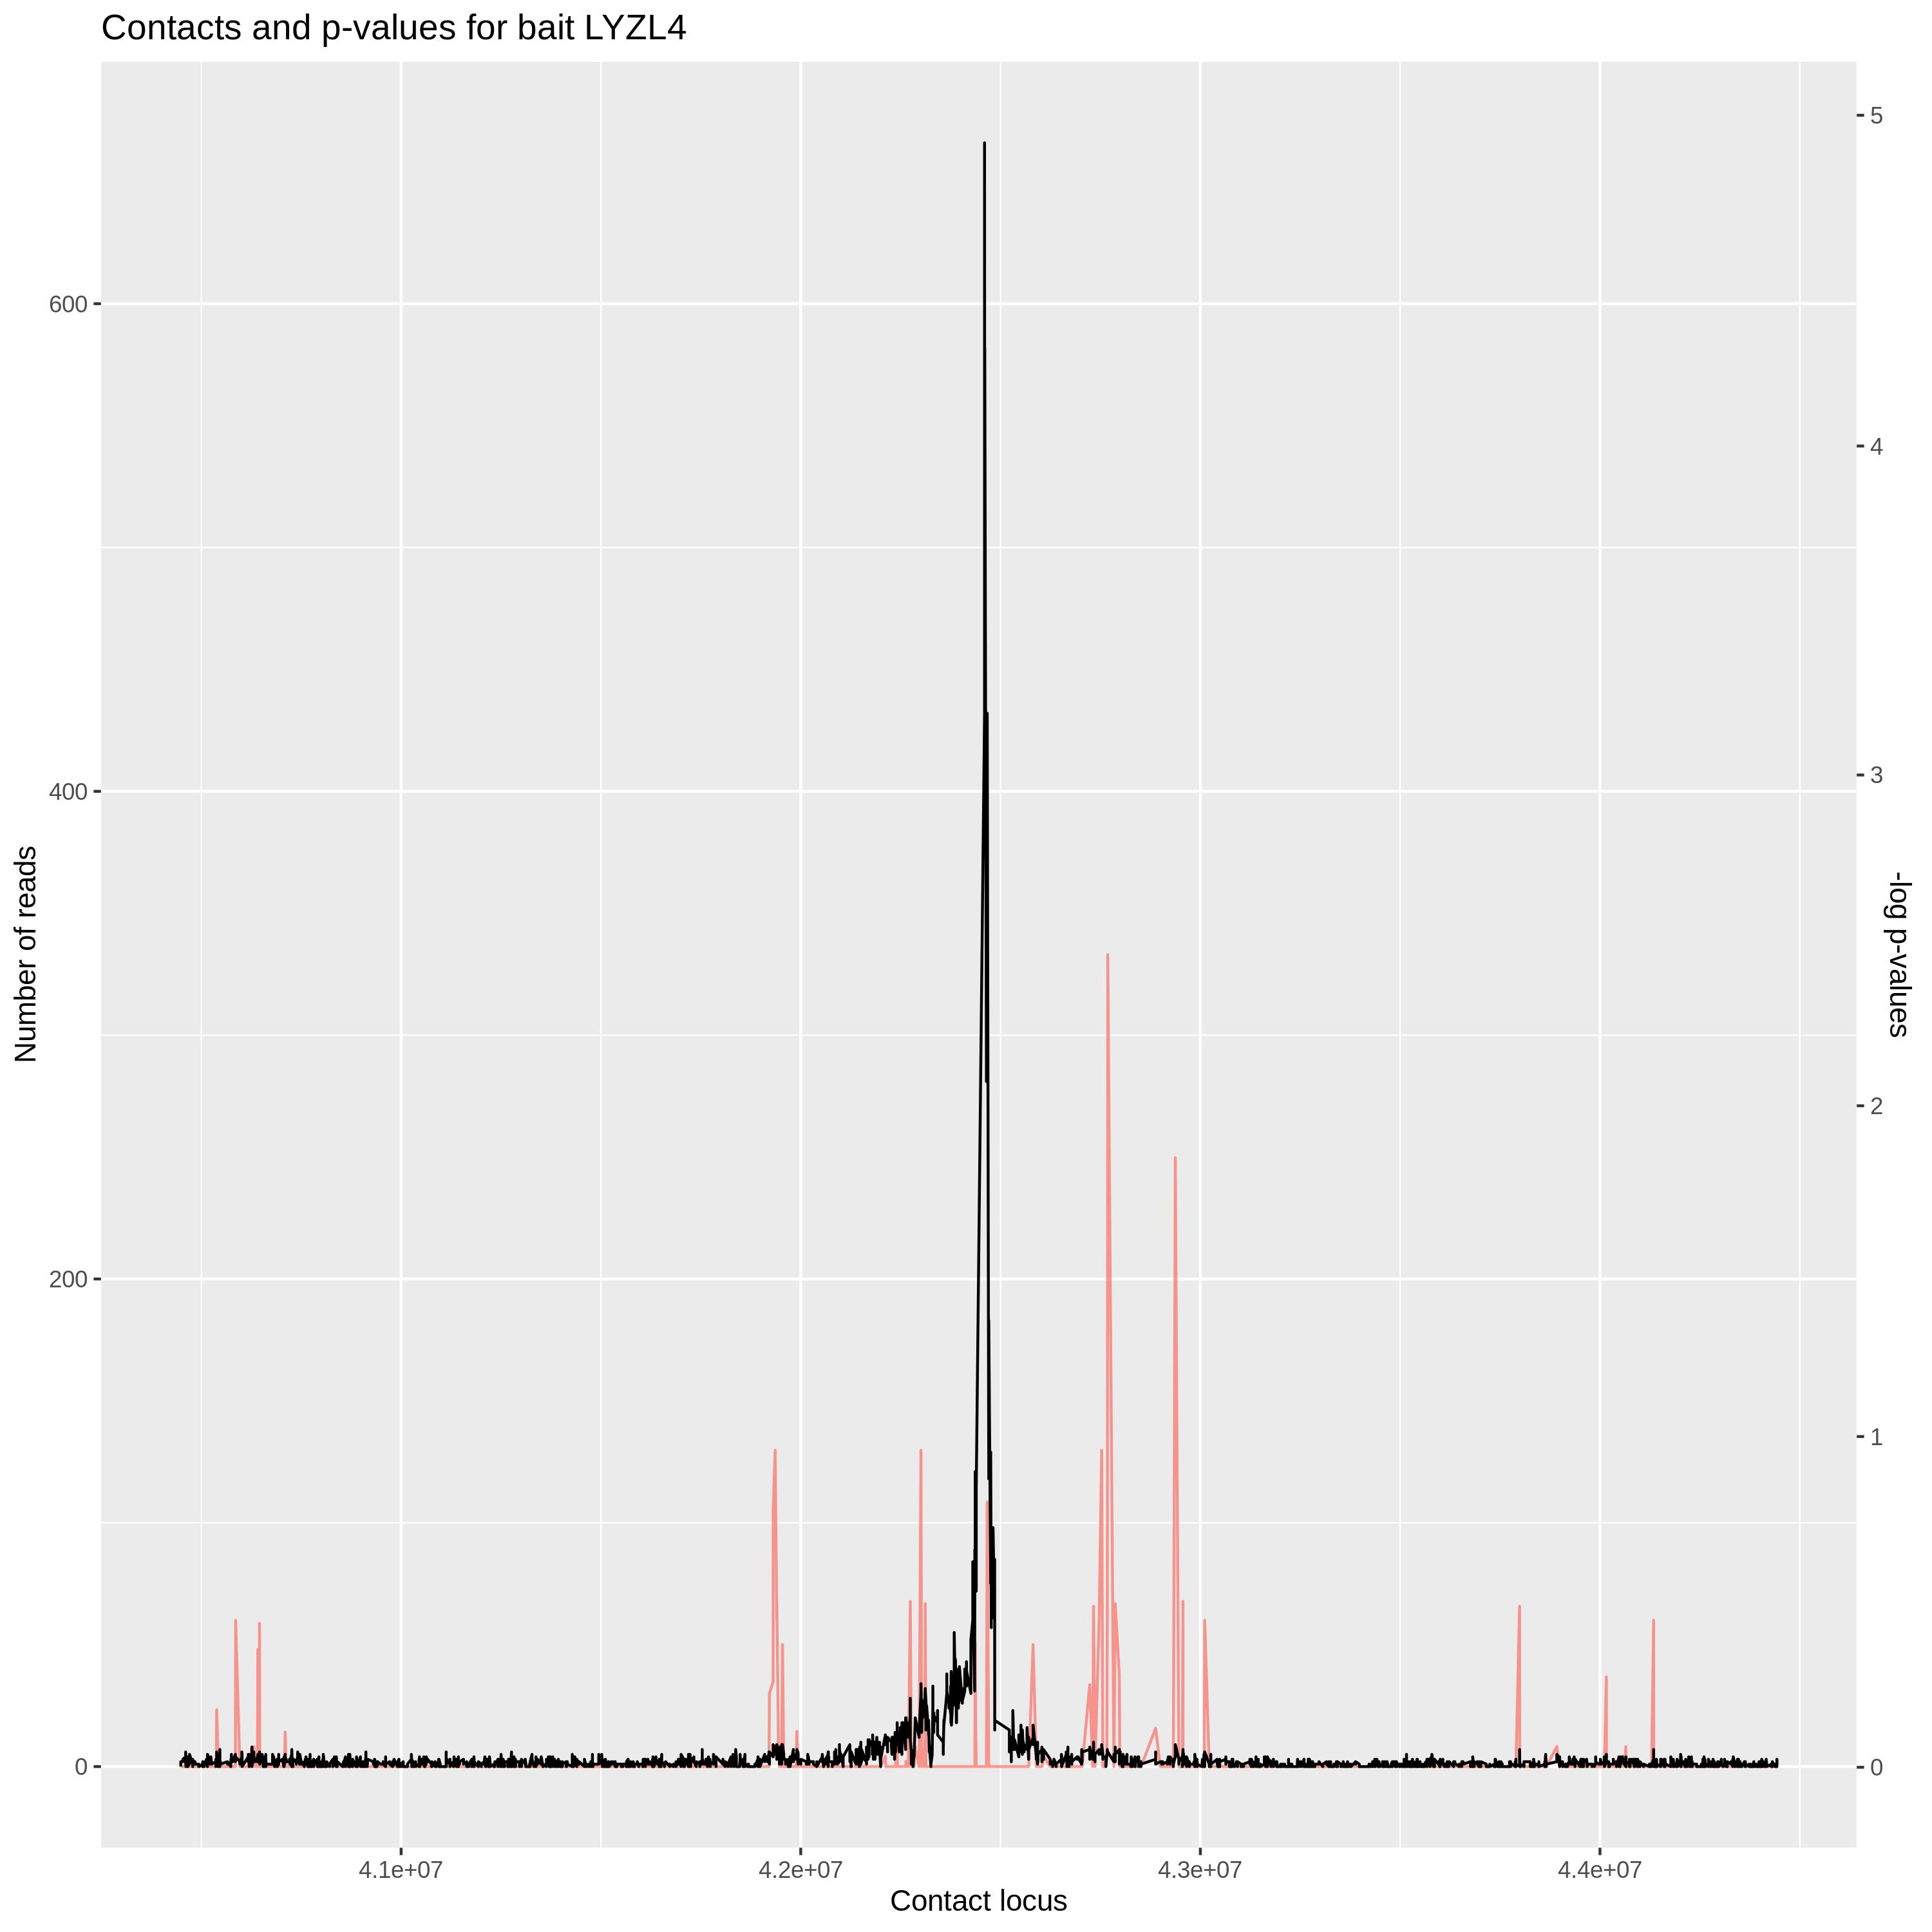 Contacts and p-values for bait LYZL4
Number of reads
600
400
200
0
5
4
3
2
1
0
-log p-values
4.1e+07
4.2e+07
4.3e+07
4.4e+07
Contact locus